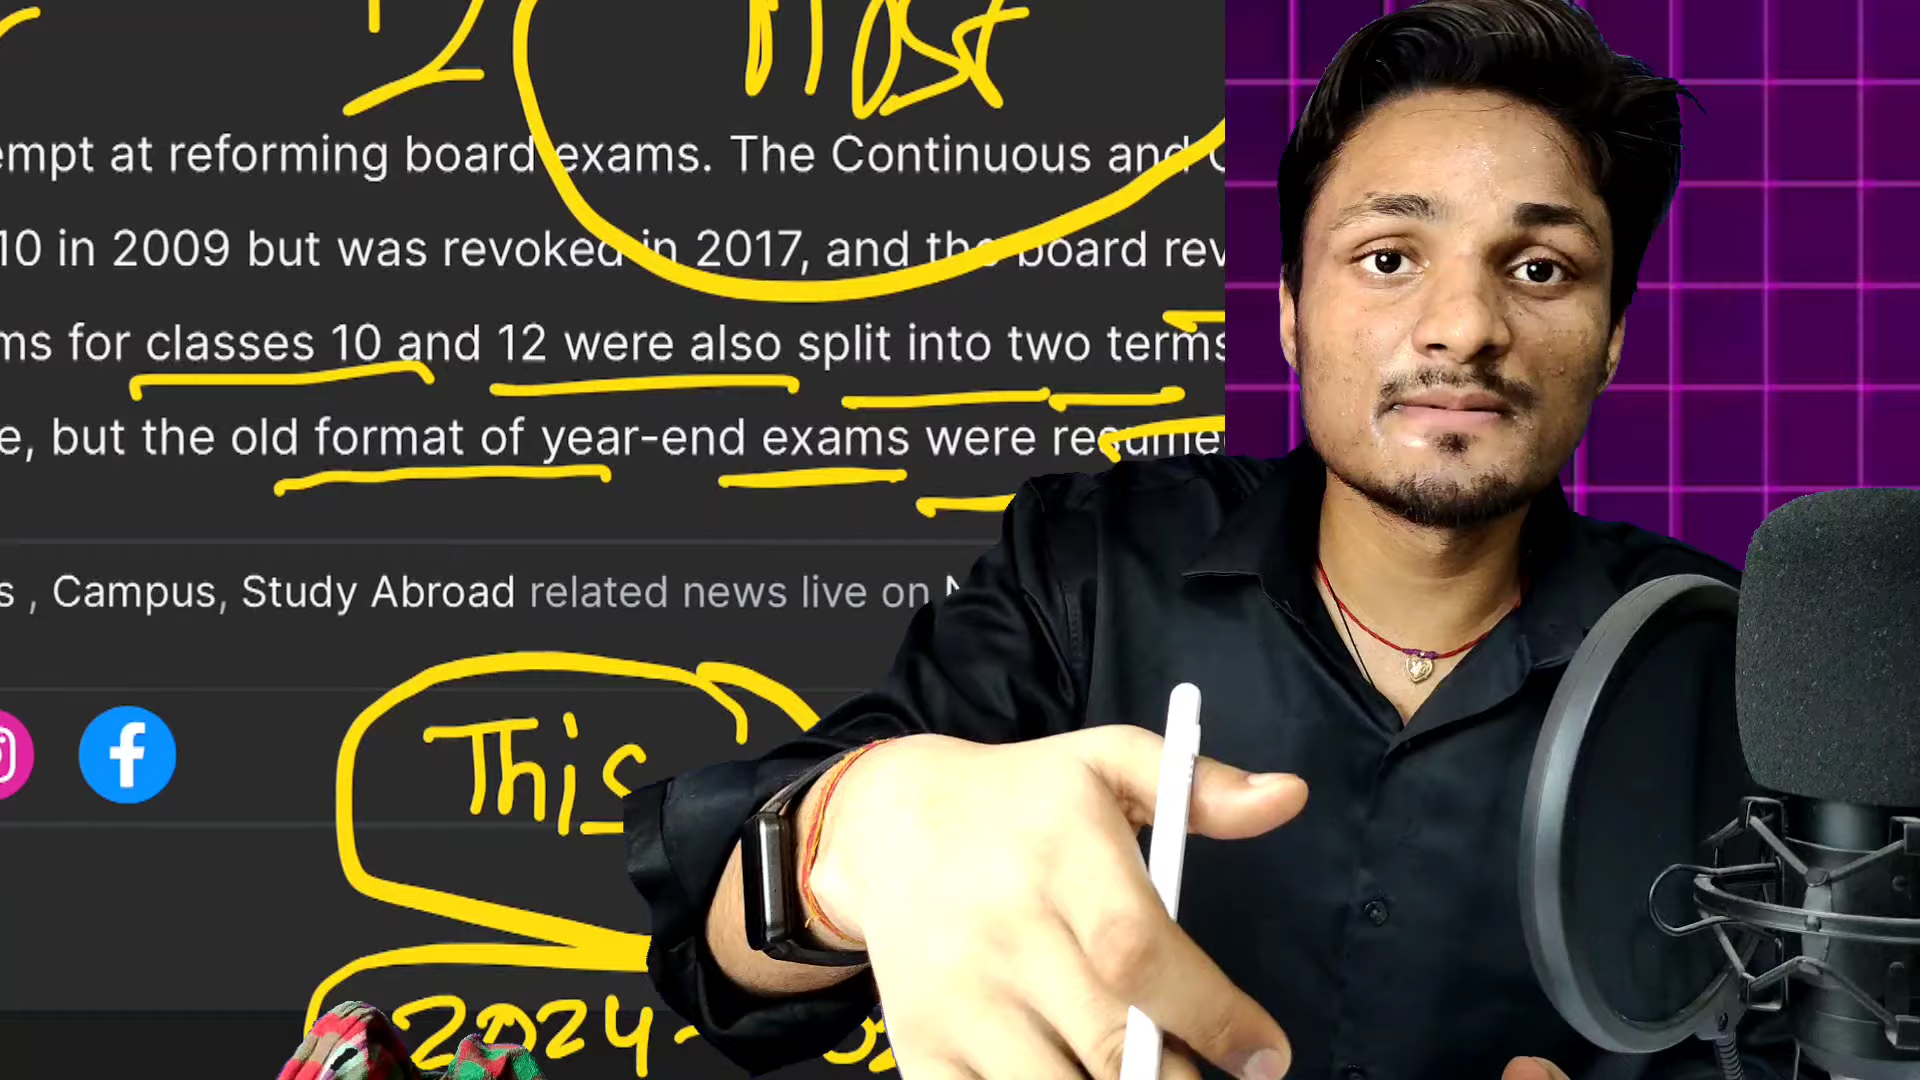 12 Most
empt at reforming board exams. The Continuous and C
10 in 2009 but was revoked in 2017, and the board rev
ms for classes 10 and 12 were also split into two terms
e, but the old format of year-end exams were resume
s , Campus, Study Abroad related news live on N
This
2024-